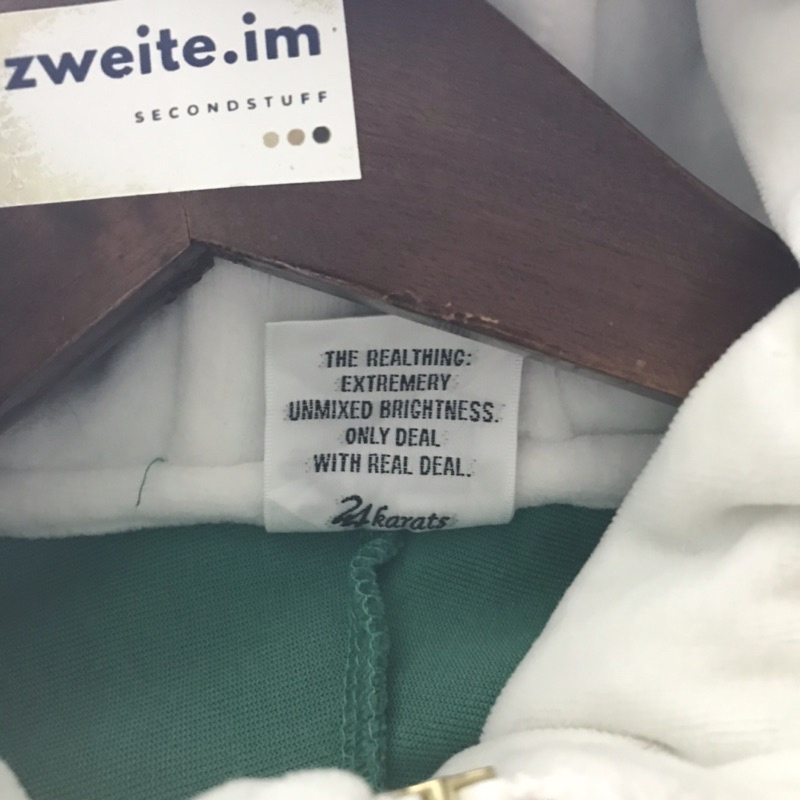 zweite.im
SECONDSTUFF
THE REALTHING:
EXTREMERY
UNMIXED BRIGHTNESS.
ONLY DEAL
WITH REAL DEAL.
24karats